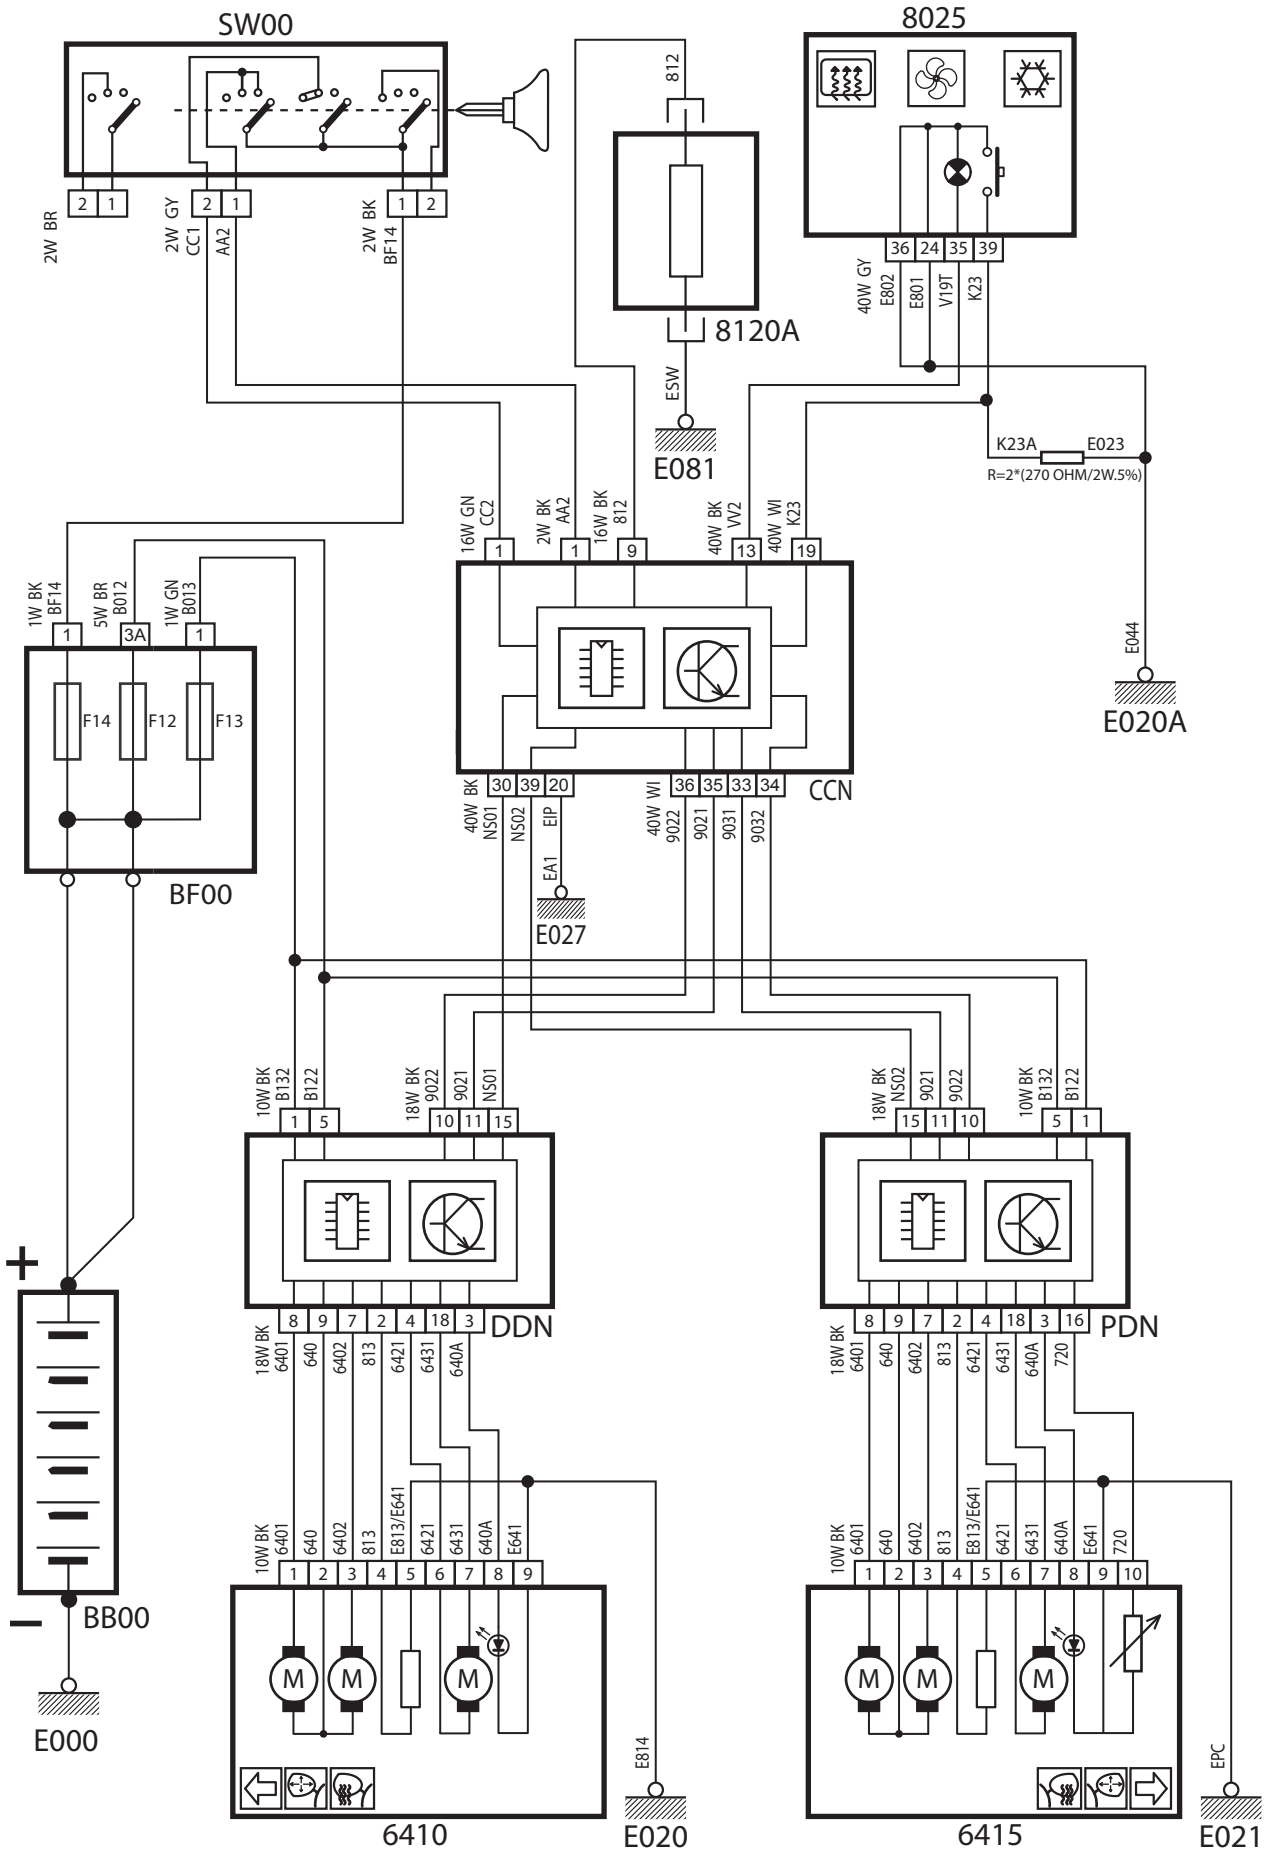 SW00
8025
812
2 1
2 1
1 2
2W BR
2W GY
CC1
AA2
2W BK
BF14
36 24 35 39
40W GY
E802
E801
V19T
K23
8120A
ESW
E081
K23A
E023
R=2*(270 OHM/2W.5%)
16W GN
CC2
2W BK
AA2
16W BK
812
40W BK
VV2
40W WI
K23
1 1 9 13 19
1W BK
BF14
5W BR
B012
1W GN
B013
1 3A 1
E044
E020A
F14 F12 F13
BF00
30 39 20
36 35 33 34
CCN
40W BK
NS01
NS02
EIP
40W WI
9022
9021
9031
9032
EA1
E027
10W BK
B132
B122
18W BK
9022
9021
NS01
18W BK
NS02
9021
9022
10W BK
B132
B122
1 5
10 11 15
15 11 10
5 1
+
8 9 7 2 4 18 3
DDN
8 9 7 2 4 18 3 16
PDN
18W BK
6401
640
6402
813
6421
6431
640A
18W BK
6401
640
6402
813
6421
6431
640A
720
10W BK
6401
640
6402
813
E813/E641
6421
6431
640A
E641
10W BK
6401
640
6402
813
E813/E641
6421
6431
640A
E641
720
1 2 3 4 5 6 7 8 9
1 2 3 4 5 6 7 8 9 10
−
BB00
M M M
M M M
E000
E814
EPC
6410
E020
6415
E021